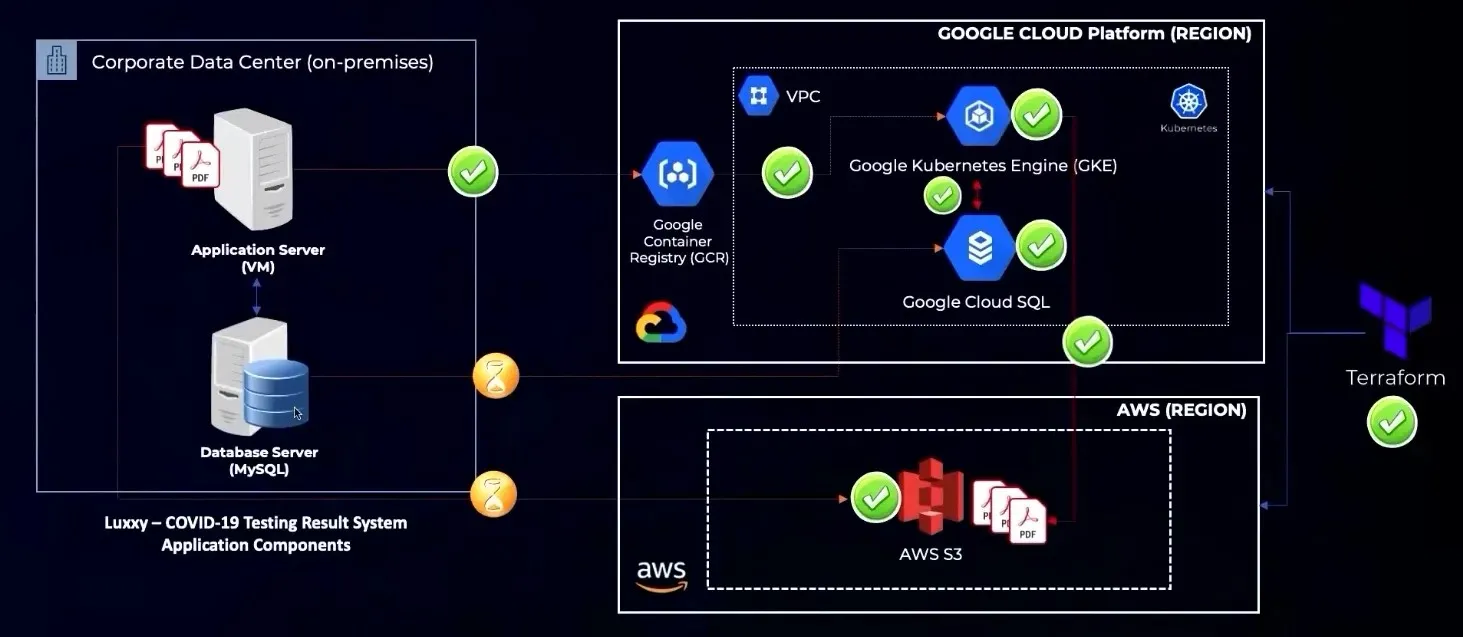 GOOGLE CLOUD Platform (REGION)
Corporate Data Center (on-premises)
VPC
Kubernetes
PDF
Google Kubernetes Engine (GKE)
Google
Container
Registry (GCR)
Application Server
(VM)
Google Cloud SQL
Terraform
AWS (REGION)
Database Server
(MySQL)
PDF
AWS S3
Luxxy – COVID-19 Testing Result System
Application Components
aws